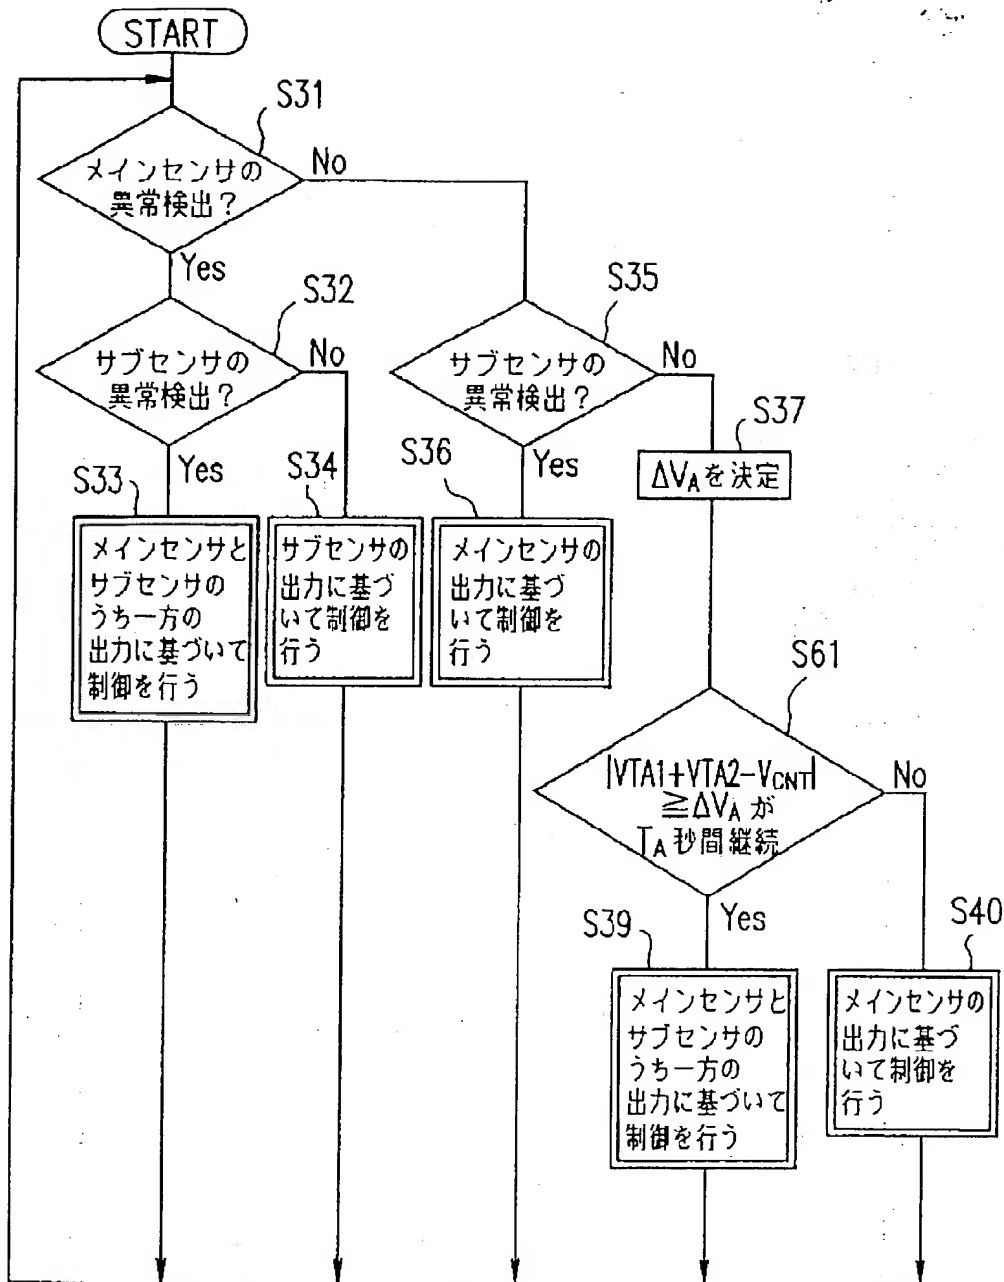 START
S31
メインセンサの
異常検出?
No
Yes
S32
サブセンサの
異常検出?
No
Yes
S35
サブセンサの
異常検出?
No
Yes
S37
ΔVAを決定
S33
メインセンサと
サブセンサの
うち一方の
出力に基づいて
制御を行う
S34
サブセンサの
出力に基づ
いて制御を
行う
S36
メインセンサの
出力に基づ
いて制御を
行う
S61
|VTA1+VTA2-VCNT|
≧ΔVAが
TA秒間継続
No
Yes
S39
メインセンサと
サブセンサの
うち一方の
出力に基づいて
制御を行う
S40
メインセンサの
出力に基づ
いて制御を
行う